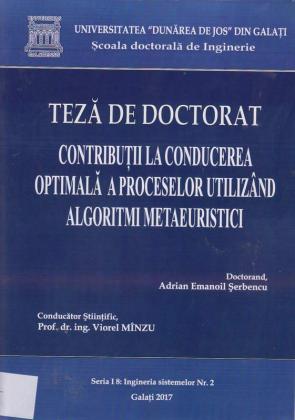 UNIVERSITATEA "DUNĂREA DE JOS" DIN GALAȚI
Școala doctorală de Inginerie
TEZĂ DE DOCTORAT
CONTRIBUȚII LA CONDUCEREA
OPTIMALĂ A PROCESELOR UTILIZÂND
ALGORITMI METAEURISTICI
Doctorand,
Adrian Emanoil Șerbencu
Conducător Științific,
Prof. dr. ing. Viorel MÎNZU
Seria I 8: Ingineria sistemelor Nr. 2
Galați 2017